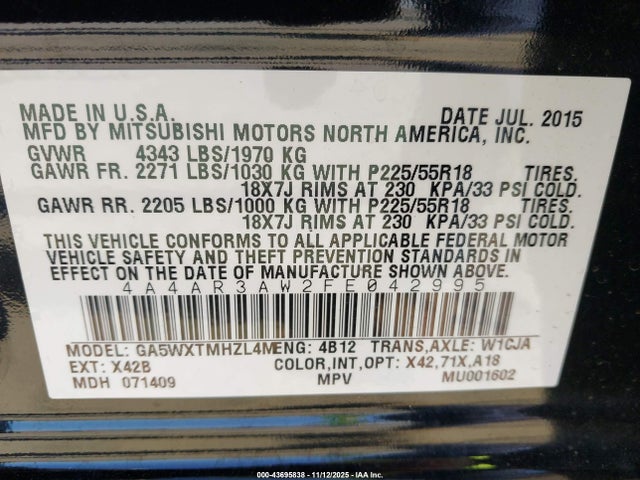 MADE IN U.S.A. DATE JUL. 2015
MFD BY MITSUBISHI MOTORS NORTH AMERICA, INC.
GVWR 4343 LBS/1970 KG
GAWR FR. 2271 LBS/1030 KG WITH P225/55R18 TIRES.
18X7J RIMS AT 230 KPA/33 PSI COLD.
GAWR RR. 2205 LBS/1000 KG WITH P225/55R18 TIRES.
18X7J RIMS AT 230 KPA/33 PSI COLD.
THIS VEHICLE CONFORMS TO ALL APPLICABLE FEDERAL MOTOR
VEHICLE SAFETY AND THEFT PREVENTION STANDARDS IN
EFFECT ON THE DATE OF MANUFACTURE SHOWN ABOVE.
4A4AR3AW2FE042995
MODEL: GA5WXTMHZL4M ENG: 4B12 TRANS,AXLE: W1CJA
EXT: X42B COLOR,INT,OPT: X42,71X,A18
MDH 071409 MPV MU001602
000-43695838 - 11/12/2025 - IAA Inc.